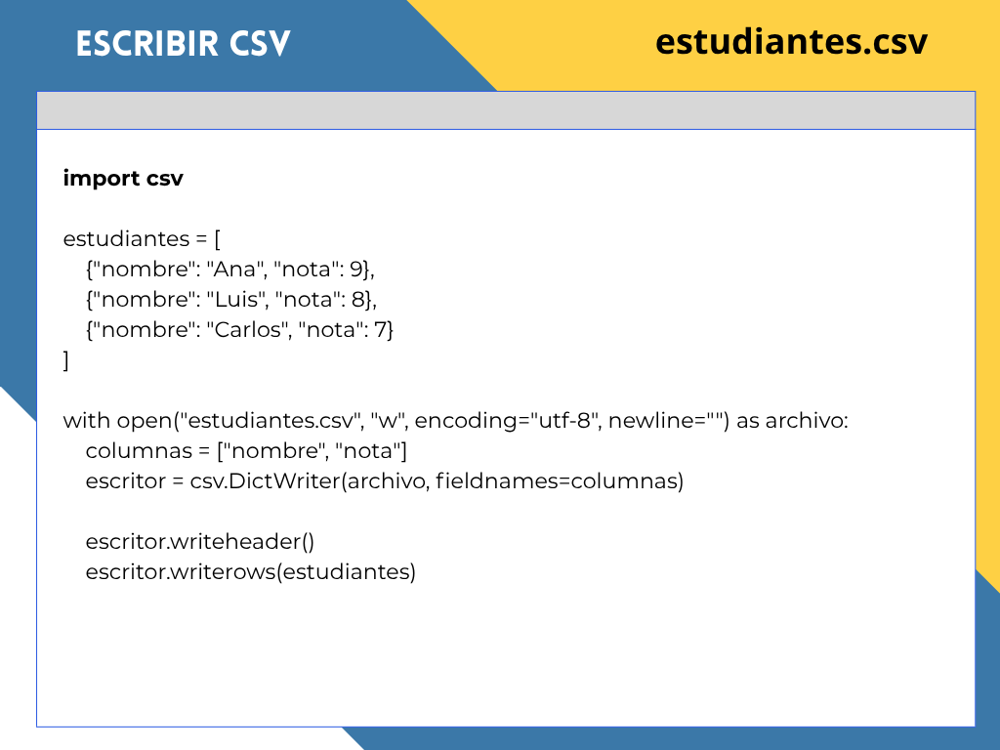 ESCRIBIR CSV
estudiantes.csv
import csv
estudiantes = [
    {"nombre": "Ana", "nota": 9},
    {"nombre": "Luis", "nota": 8},
    {"nombre": "Carlos", "nota": 7}
]
with open("estudiantes.csv", "w", encoding="utf-8", newline="") as archivo:
    columnas = ["nombre", "nota"]
    escritor = csv.DictWriter(archivo, fieldnames=columnas)
    escritor.writeheader()
    escritor.writerows(estudiantes)